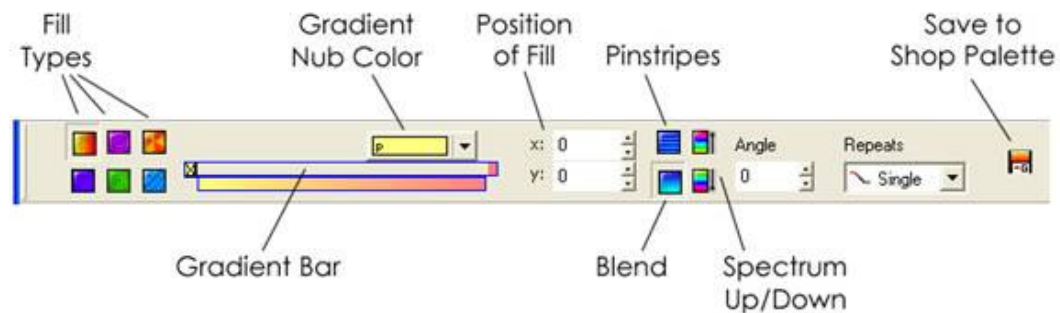 Fill
Types
Gradient
Nub Color
Position
of Fill
Pinstripes
Save to
Shop Palette
P
x: 0
y: 0
Angle
0
Repeats
Single
Gradient Bar
Blend
Spectrum
Up/Down